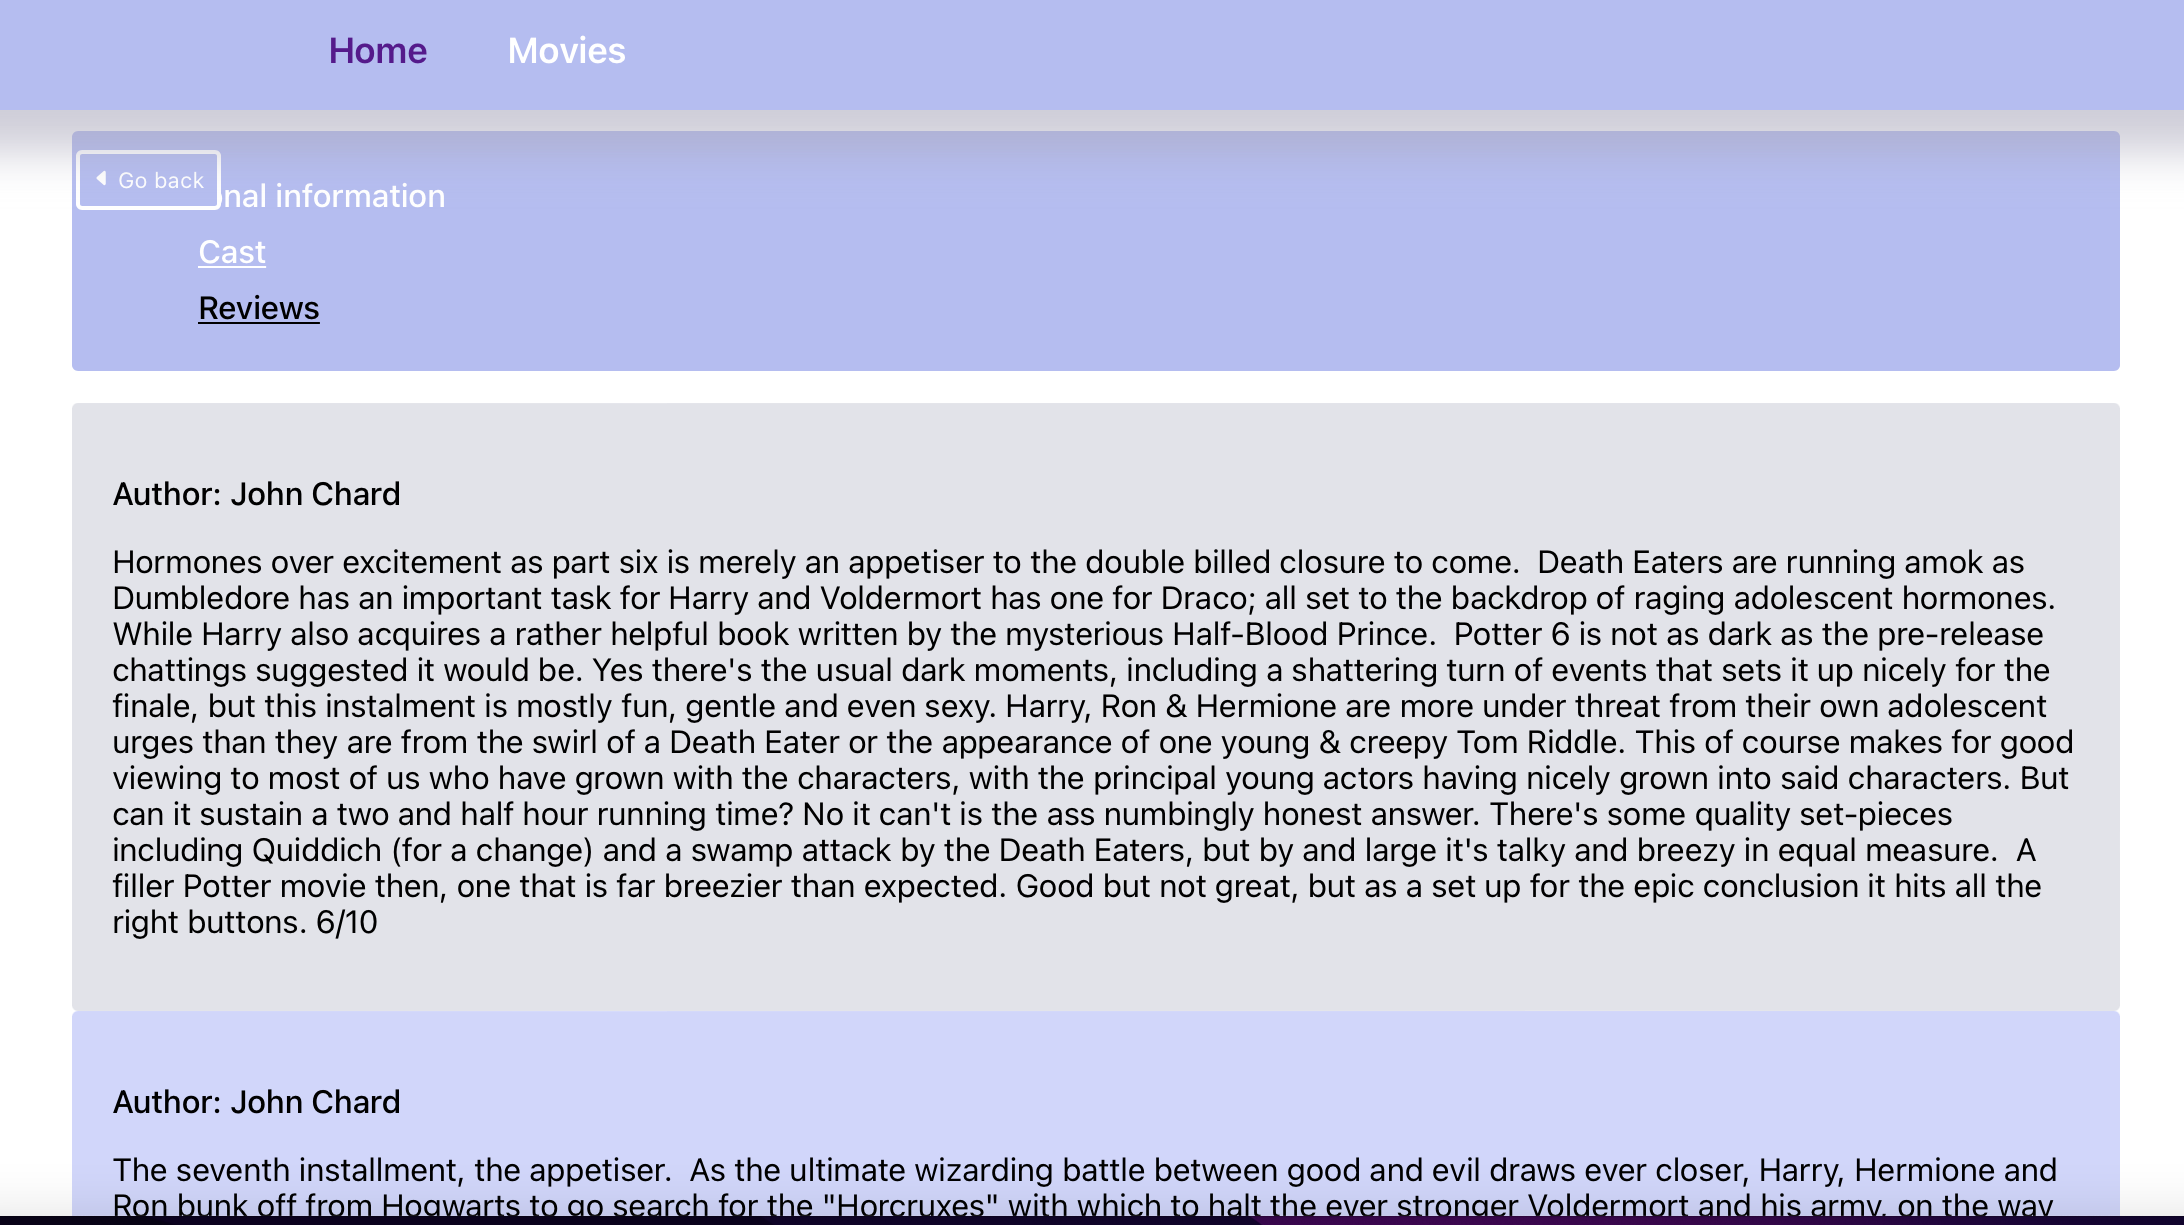 Home Movies
Go back
onal information
Cast
Reviews
Author: John Chard
Hormones over excitement as part six is merely an appetiser to the double billed closure to come.  Death Eaters are running amok as
Dumbledore has an important task for Harry and Voldermort has one for Draco; all set to the backdrop of raging adolescent hormones.
While Harry also acquires a rather helpful book written by the mysterious Half-Blood Prince.  Potter 6 is not as dark as the pre-release
chattings suggested it would be. Yes there's the usual dark moments, including a shattering turn of events that sets it up nicely for the
finale, but this instalment is mostly fun, gentle and even sexy. Harry, Ron & Hermione are more under threat from their own adolescent
urges than they are from the swirl of a Death Eater or the appearance of one young & creepy Tom Riddle. This of course makes for good
viewing to most of us who have grown with the characters, with the principal young actors having nicely grown into said characters. But
can it sustain a two and half hour running time? No it can't is the ass numbingly honest answer. There's some quality set-pieces
including Quiddich (for a change) and a swamp attack by the Death Eaters, but by and large it's talky and breezy in equal measure.  A
filler Potter movie then, one that is far breezier than expected. Good but not great, but as a set up for the epic conclusion it hits all the
right buttons. 6/10
Author: John Chard
The seventh installment, the appetiser.  As the ultimate wizarding battle between good and evil draws ever closer, Harry, Hermione and
Ron bunk off from Hogwarts to go search for the "Horcruxes" with which to halt the ever stronger Voldermort and his army, on the way